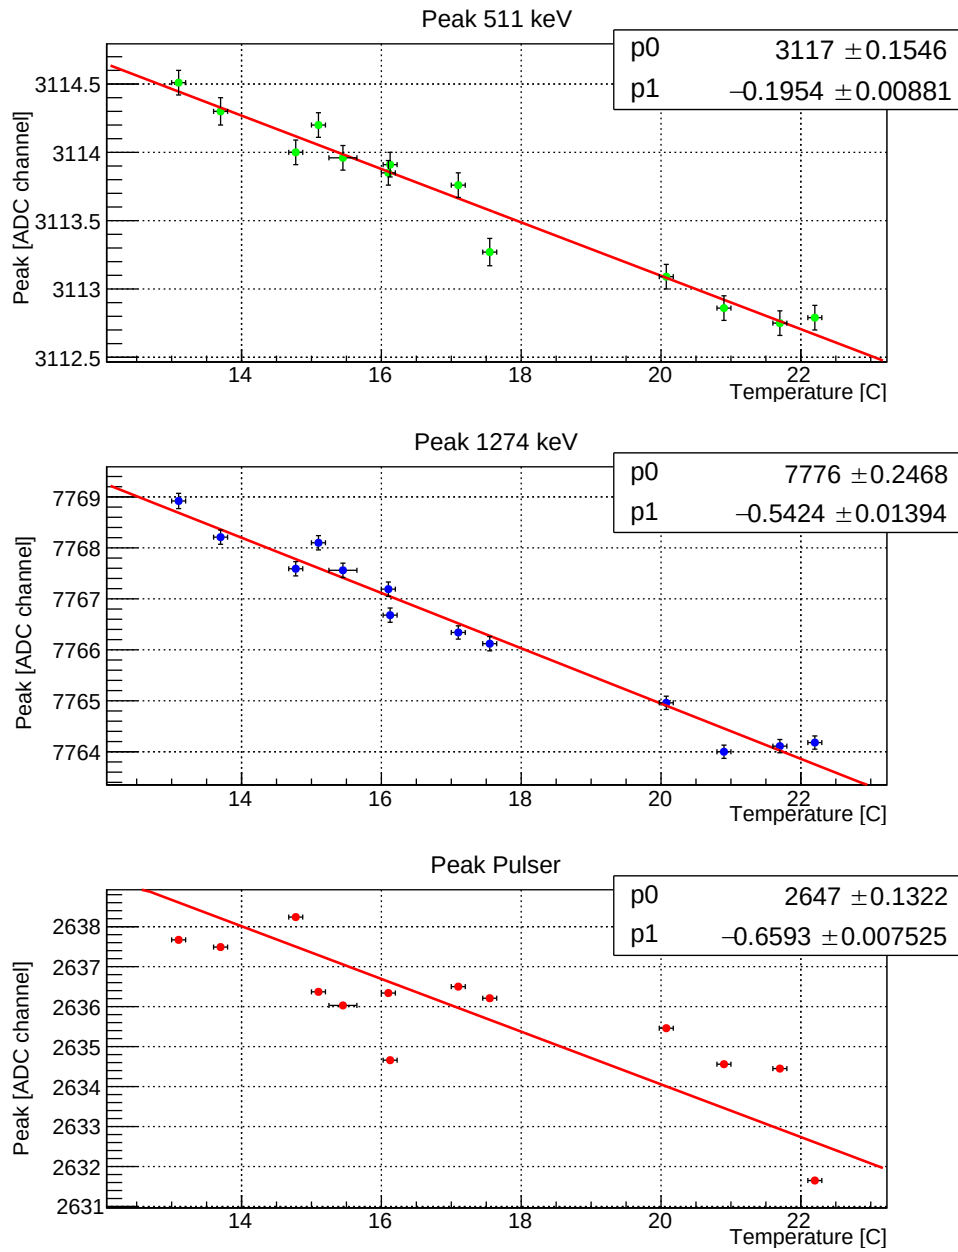 Peak 511 keV
p0 3117 ±0.1546
p1 −0.1954 ±0.00881
Peak [ADC channel]
3114.5
3114
3113.5
3113
3112.5
14 16 18 20 22
Temperature [C]
Peak 1274 keV
p0 7776 ±0.2468
p1 −0.5424 ±0.01394
Peak [ADC channel]
7769
7768
7767
7766
7765
7764
14 16 18 20 22
Temperature [C]
Peak Pulser
p0 2647 ±0.1322
p1 −0.6593 ±0.007525
Peak [ADC channel]
2638
2637
2636
2635
2634
2633
2632
2631
14 16 18 20 22
Temperature [C]